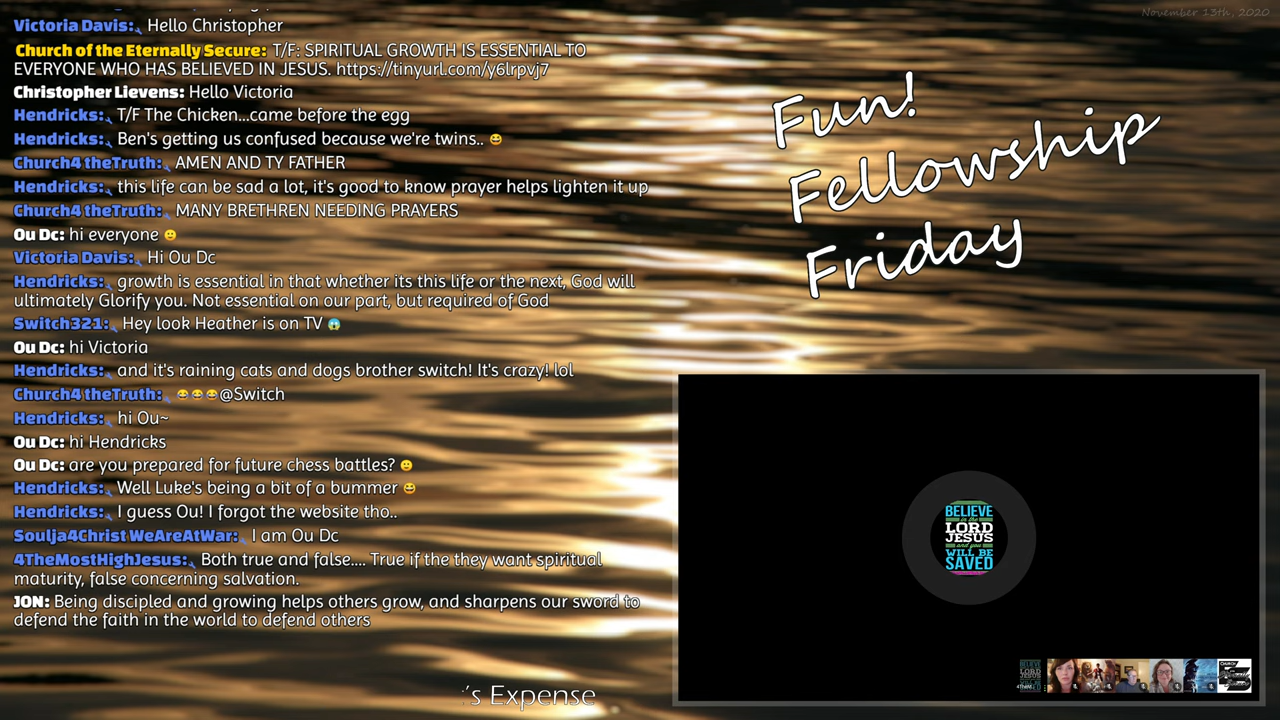 November 13th, 2020
Victoria Davis: Hello Christopher
Church of the Eternally Secure: T/F: SPIRITUAL GROWTH IS ESSENTIAL TO
EVERYONE WHO HAS BELIEVED IN JESUS. https://tinyurl.com/y6lrpvj7
Christopher Lievens: Hello Victoria
Hendricks: T/F The Chicken...came before the egg
Hendricks: Ben's getting us confused because we're twins.. 😆
Church4 theTruth: AMEN AND TY FATHER
Hendricks: this life can be sad a lot, it's good to know prayer helps lighten it up
Church4 theTruth: MANY BRETHREN NEEDING PRAYERS
Ou Dc: hi everyone 🙂
Victoria Davis: Hi Ou Dc
Hendricks: growth is essential in that whether its this life or the next, God will
ultimately Glorify you. Not essential on our part, but required of God
Switch321: Hey look Heather is on TV 😱
Ou Dc: hi Victoria
Hendricks: and it's raining cats and dogs brother switch! It's crazy! lol
Church4 theTruth: 😂😂😂@Switch
Hendricks: hi Ou~
Ou Dc: hi Hendricks
Ou Dc: are you prepared for future chess battles? 🙂
Hendricks: Well Luke's being a bit of a bummer 😆
Hendricks: I guess Ou! I forgot the website tho..
Soulja4Christ WeAreAtWar: I am Ou Dc
4TheMostHighJesus: Both true and false.... True if the they want spiritual
maturity, false concerning salvation.
JON: Being discipled and growing helps others grow, and sharpens our sword to
defend the faith in the world to defend others
's Expense
Fun!
Fellowship
Friday
BELIEVE
in the
LORD
JESUS
and you
WILL BE
SAVED